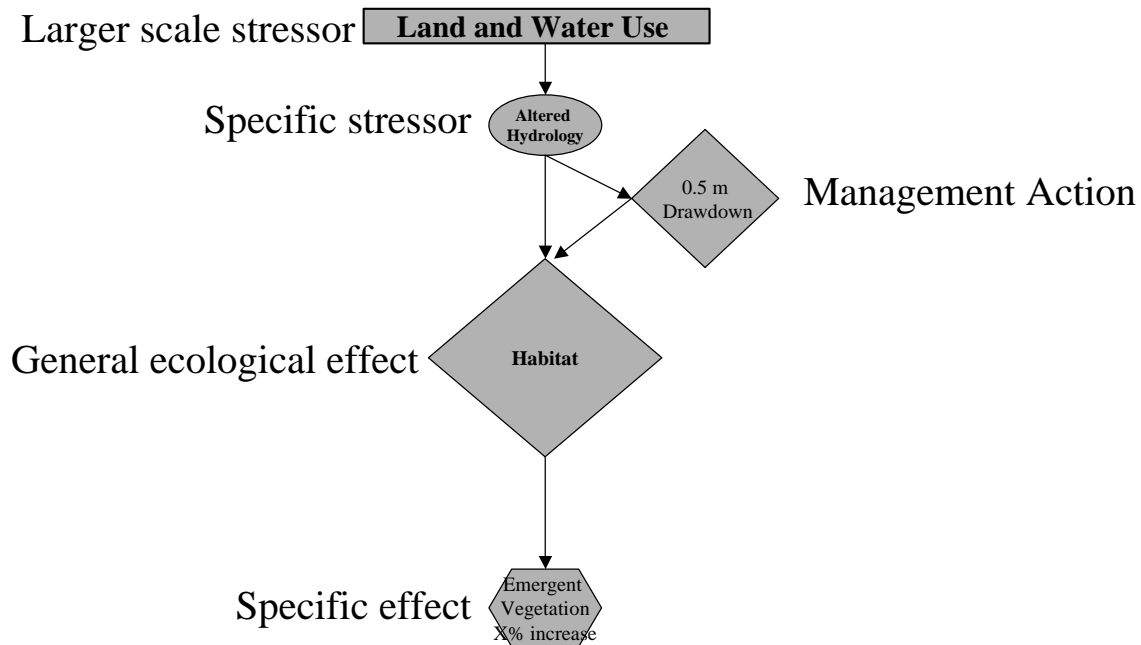 Larger scale stressor
Land and Water Use
Specific stressor
Altered
Hydrology
0.5 m
Drawdown
Management Action
General ecological effect
Habitat
Specific effect
Emergent
Vegetation
X% increase